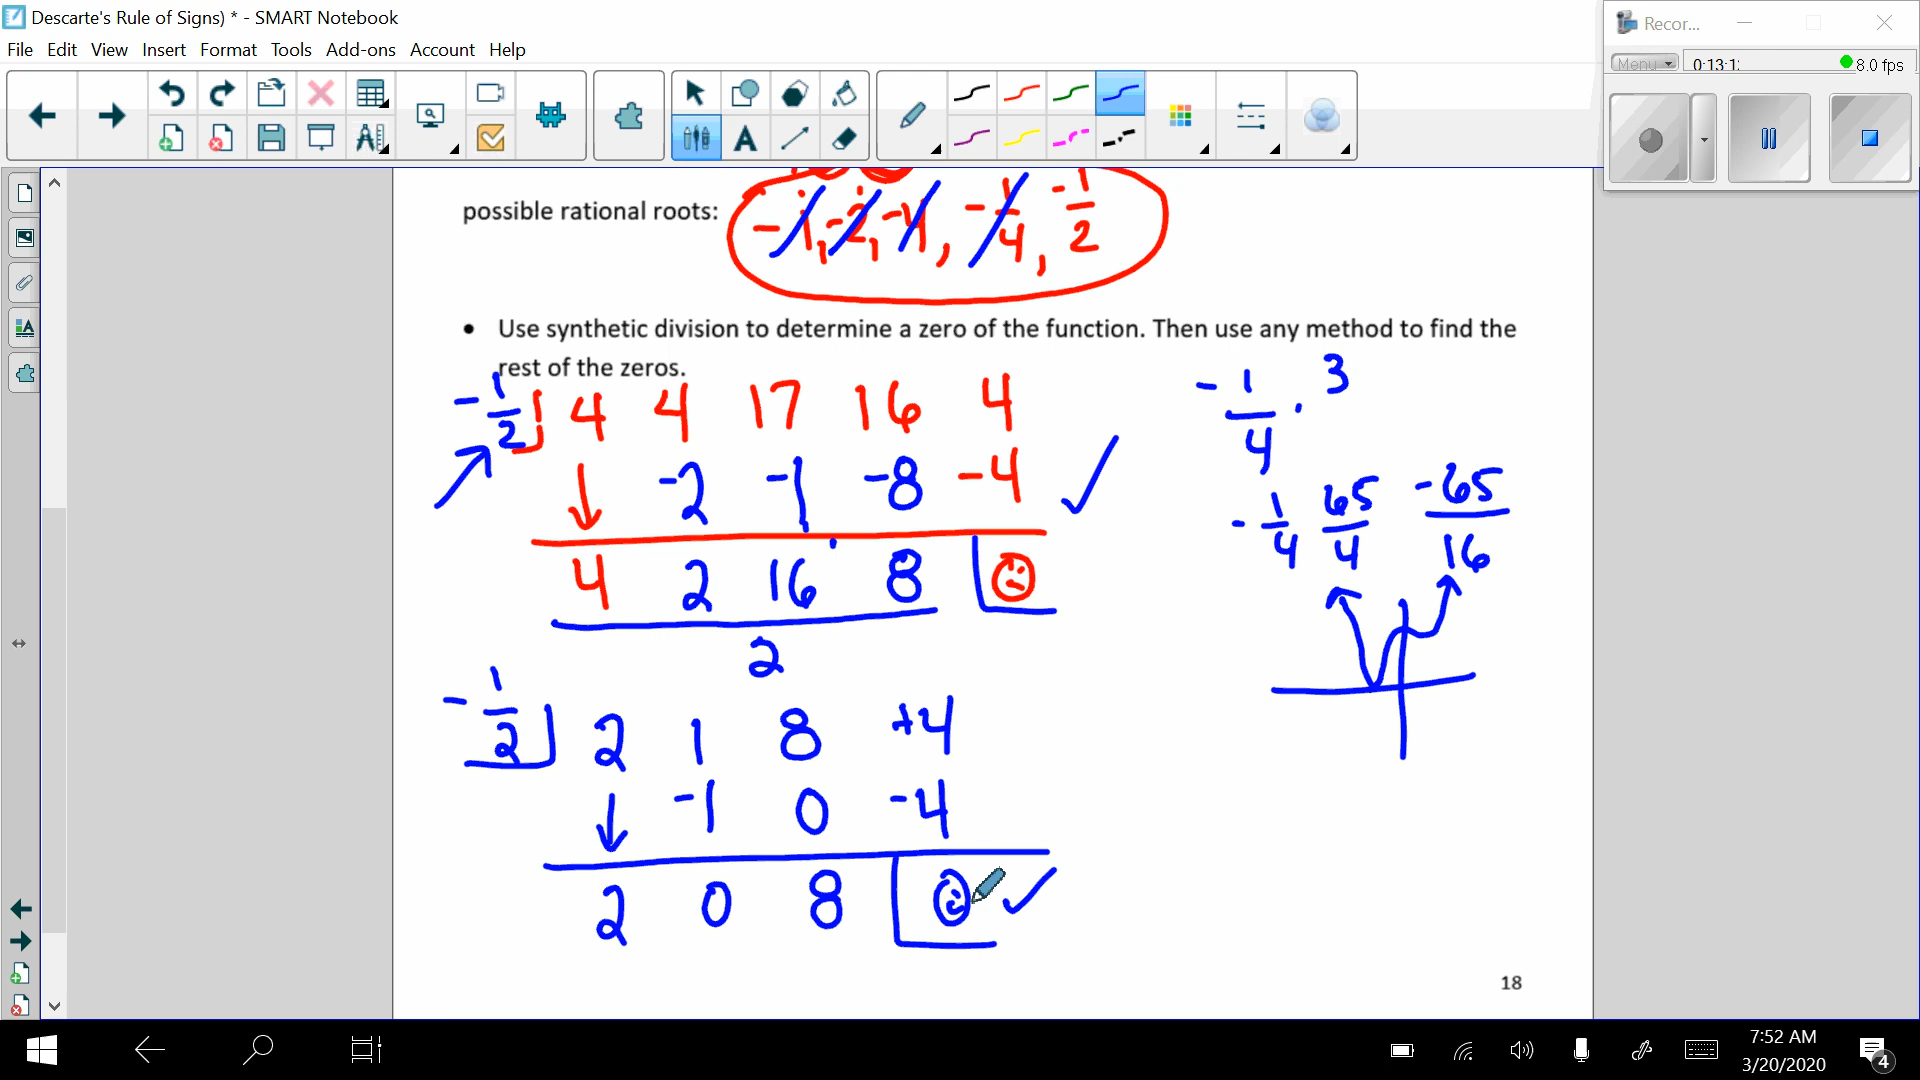 Descarte's Rule of Signs) * - SMART Notebook
File Edit View Insert Format Tools Add-ons Account Help
Recor...
Menu 0:13:1 8.0 fps
possible rational roots: -1, -2, -4, -1/4, -1/2
• Use synthetic division to determine a zero of the function. Then use any method to find the
rest of the zeros.
-1/2 4 4 17 16 4
-2 -1 -8 -4
4 2 16 8
2
-1/4 · 3
-1/4 65/4 -65/16
-1/2 2 1 8 +4
-1 0 -4
2 0 8
18
7:52 AM
3/20/2020
4